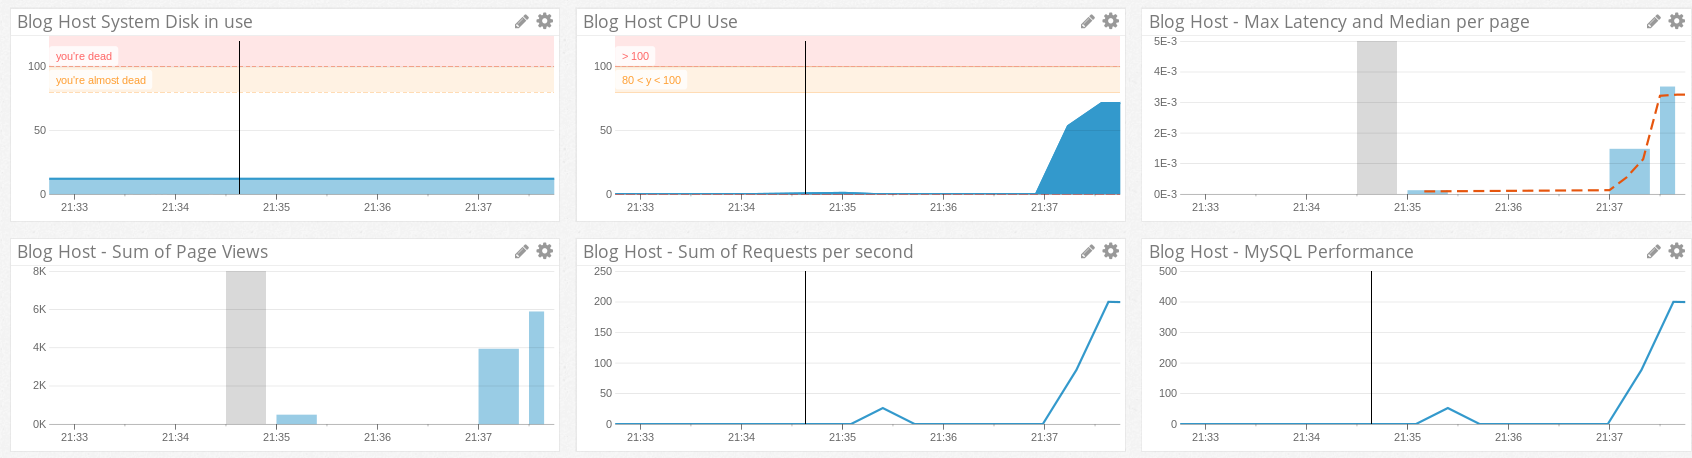 Blog Host System Disk in use
you're dead
100
you're almost dead
50
0
21:33 21:34 21:35 21:36 21:37
Blog Host CPU Use
> 100
100
80 < y < 100
50
0
21:33 21:34 21:35 21:36 21:37
Blog Host - Max Latency and Median per page
5E-3
4E-3
3E-3
2E-3
1E-3
0E-3
21:33 21:34 21:35 21:36 21:37
Blog Host - Sum of Page Views
8K
6K
4K
2K
0K
21:33 21:34 21:35 21:36 21:37
Blog Host - Sum of Requests per second
250
200
150
100
50
0
21:33 21:34 21:35 21:36 21:37
Blog Host - MySQL Performance
500
400
300
200
100
0
21:33 21:34 21:35 21:36 21:37